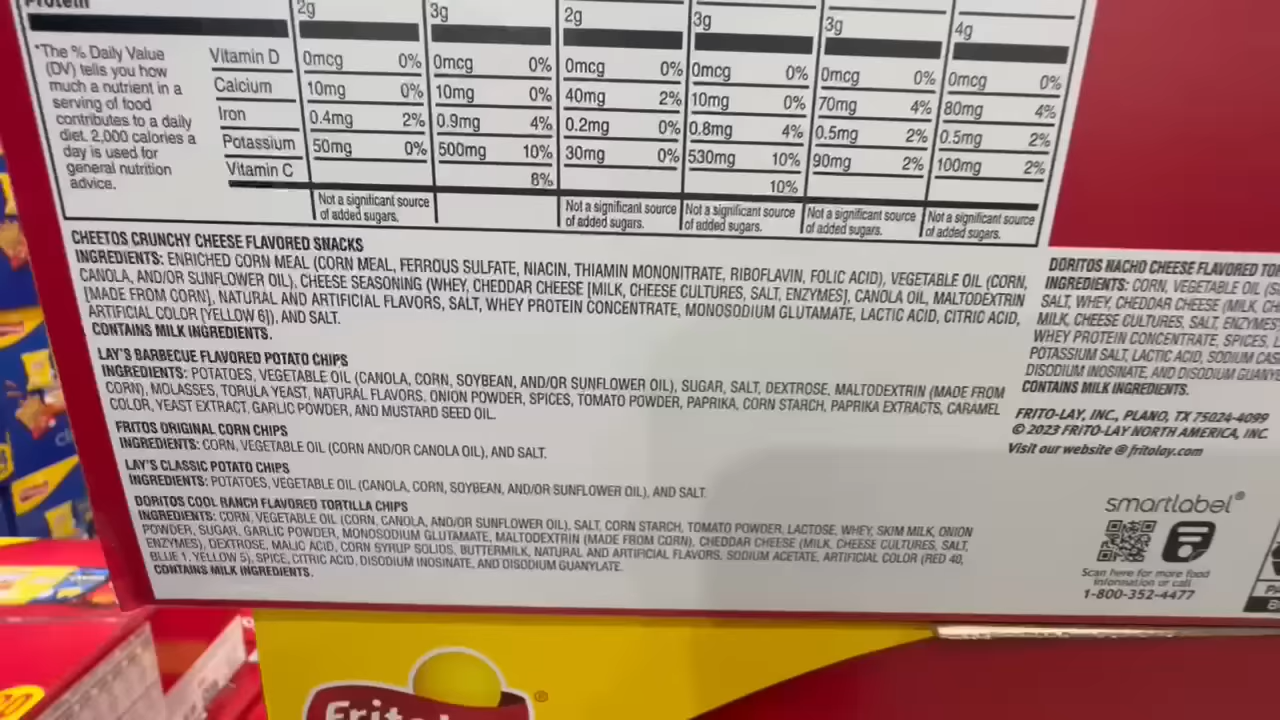 Protein 2g 3g 2g 3g 3g 4g
*The % Daily Value
(DV) tells you how
much a nutrient in a
serving of food
contributes to a daily
diet. 2,000 calories a
day is used for
general nutrition
advice.
Vitamin D 0mcg 0% 0mcg 0% 0mcg 0% 0mcg 0% 0mcg 0% 0mcg 0%
Calcium 10mg 0% 10mg 0% 40mg 2% 10mg 0% 70mg 4% 80mg 4%
Iron 0.4mg 2% 0.9mg 4% 0.2mg 0% 0.8mg 4% 0.5mg 2% 0.5mg 2%
Potassium 50mg 0% 500mg 10% 30mg 0% 530mg 10% 90mg 2% 100mg 2%
Vitamin C 8% 10%
Not a significant source
of added sugars.
Not a significant source
of added sugars.
Not a significant source
of added sugars.
Not a significant source
of added sugars.
Not a significant source
of added sugars.
CHEETOS CRUNCHY CHEESE FLAVORED SNACKS
INGREDIENTS: ENRICHED CORN MEAL (CORN MEAL, FERROUS SULFATE, NIACIN, THIAMIN MONONITRATE, RIBOFLAVIN, FOLIC ACID), VEGETABLE OIL (CORN,
CANOLA, AND/OR SUNFLOWER OIL), CHEESE SEASONING (WHEY, CHEDDAR CHEESE [MILK, CHEESE CULTURES, SALT, ENZYMES], CANOLA OIL, MALTODEXTRIN
[MADE FROM CORN], NATURAL AND ARTIFICIAL FLAVORS, SALT, WHEY PROTEIN CONCENTRATE, MONOSODIUM GLUTAMATE, LACTIC ACID, CITRIC ACID,
ARTIFICIAL COLOR [YELLOW 6]), AND SALT.
CONTAINS MILK INGREDIENTS.
LAY'S BARBECUE FLAVORED POTATO CHIPS
INGREDIENTS: POTATOES, VEGETABLE OIL (CANOLA, CORN, SOYBEAN, AND/OR SUNFLOWER OIL), SUGAR, SALT, DEXTROSE, MALTODEXTRIN (MADE FROM
CORN), MOLASSES, TORULA YEAST, NATURAL FLAVORS, ONION POWDER, SPICES, TOMATO POWDER, PAPRIKA, CORN STARCH, PAPRIKA EXTRACTS, CARAMEL
COLOR, YEAST EXTRACT, GARLIC POWDER, AND MUSTARD SEED OIL.
FRITOS ORIGINAL CORN CHIPS
INGREDIENTS: CORN, VEGETABLE OIL (CORN AND/OR CANOLA OIL), AND SALT.
LAY'S CLASSIC POTATO CHIPS
INGREDIENTS: POTATOES, VEGETABLE OIL (CANOLA, CORN, SOYBEAN, AND/OR SUNFLOWER OIL), AND SALT.
DORITOS COOL RANCH FLAVORED TORTILLA CHIPS
INGREDIENTS: CORN, VEGETABLE OIL (CORN, CANOLA, AND/OR SUNFLOWER OIL), SALT, CORN STARCH, TOMATO POWDER, LACTOSE, WHEY, SKIM MILK, ONION
POWDER, SUGAR, GARLIC POWDER, MONOSODIUM GLUTAMATE, MALTODEXTRIN (MADE FROM CORN), CHEDDAR CHEESE (MILK, CHEESE CULTURES, SALT,
ENZYMES), DEXTROSE, MALIC ACID, CORN SYRUP SOLIDS, BUTTERMILK, NATURAL AND ARTIFICIAL FLAVORS, SODIUM ACETATE, ARTIFICIAL COLOR (RED 40,
BLUE 1, YELLOW 5), SPICE, CITRIC ACID, DISODIUM INOSINATE, AND DISODIUM GUANYLATE.
CONTAINS MILK INGREDIENTS.
DORITOS NACHO CHEESE FLAVORED
INGREDIENTS: CORN, VEGETABLE OIL
SALT, WHEY, CHEDDAR CHEESE (MILK,
MILK, CHEESE CULTURES, SALT, ENZYMES
WHEY PROTEIN CONCENTRATE, SPICES,
POTASSIUM SALT, LACTIC ACID, SODIUM
DISODIUM INOSINATE, AND DISODIUM
CONTAINS MILK INGREDIENTS.
FRITO-LAY, INC., PLANO, TX 75024-4099
© 2023 FRITO-LAY NORTH AMERICA, INC.
Visit our website @ fritolay.com
smartlabel®
Scan here for more food
information or call
1-800-352-4477